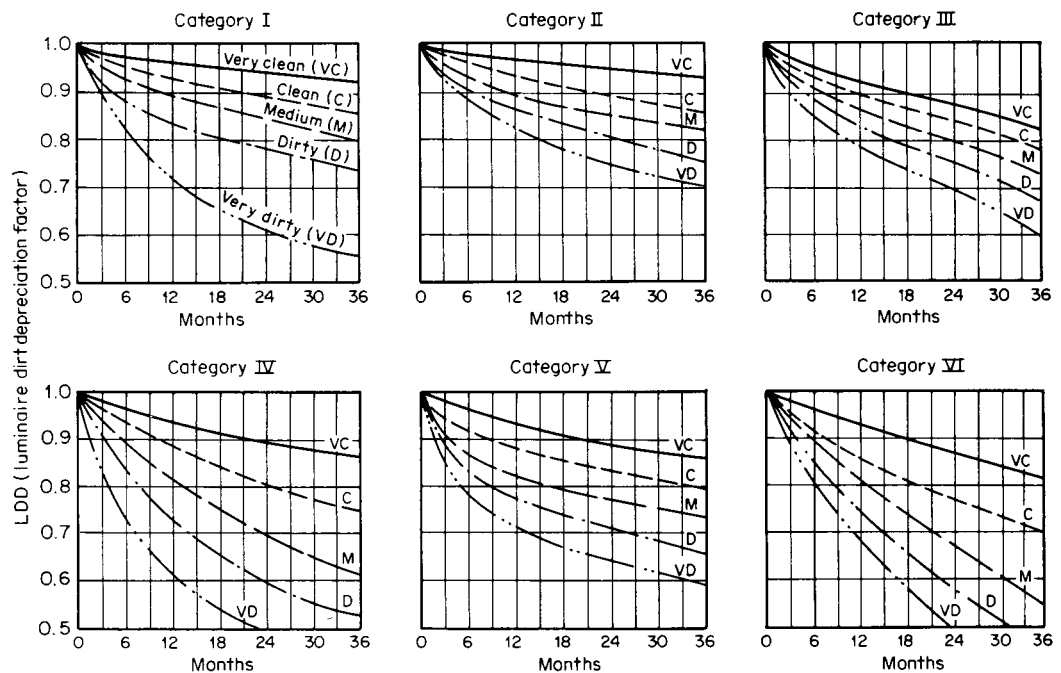 Category I
Category II
Category III
1.0
0.9
0.8
0.7
0.6
0.5
Very clean (VC)
Clean (C)
Medium (M)
Dirty (D)
Very dirty (VD)
0 6 12 18 24 30 36
Months
VC
C
M
D
VD
0 6 12 18 24 30 36
Months
VC
C
M
D
VD
0 6 12 18 24 30 36
Months
LDD (luminaire dirt depreciation factor)
Category IV
Category V
Category VI
1.0
0.9
0.8
0.7
0.6
0.5
VC
C
M
D
VD
0 6 12 18 24 30 36
Months
VC
C
M
D
VD
0 6 12 18 24 30 36
Months
VC
C
M
D
VD
0 6 12 18 24 30 36
Months